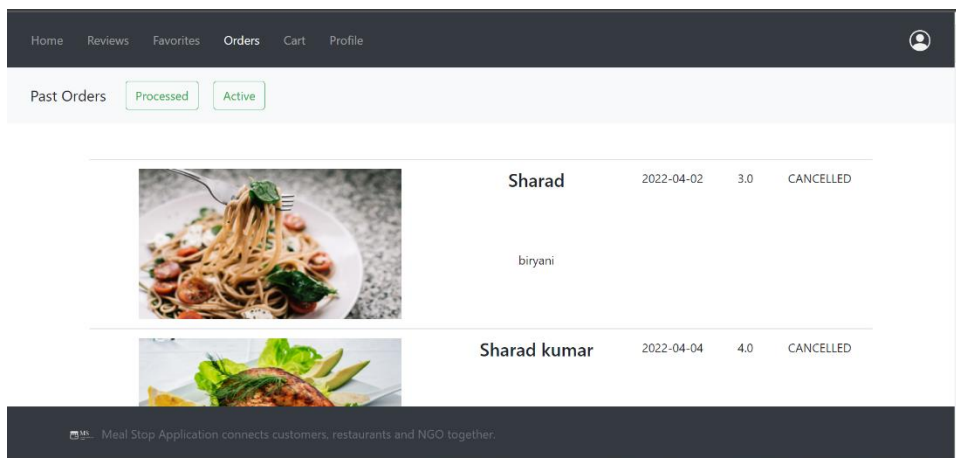 Home Reviews Favorites Orders Cart Profile
Past Orders Processed Active
Sharad 2022-04-02 3.0 CANCELLED
biryani
Sharad kumar 2022-04-04 4.0 CANCELLED
MS Meal Stop Application connects customers, restaurants and NGO together.